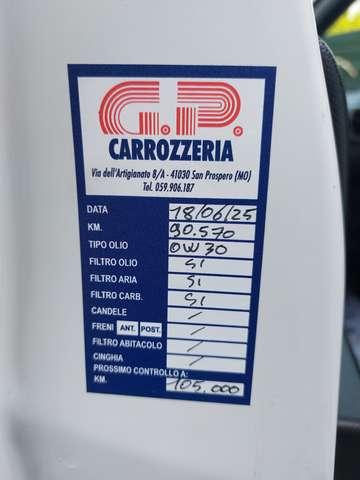 G.P.
CARROZZERIA
Via dell'Artigianato 8/A - 41030 San Prospero (MO)
Tel. 059.906.187
DATA 18/06/25
KM. 90.570
TIPO OLIO 0W30
FILTRO OLIO SI
FILTRO ARIA SI
FILTRO CARB. SI
CANDELE /
FRENI ANT. POST. /
FILTRO ABITACOLO /
CINGHIA /
PROSSIMO CONTROLLO A:
KM. 105.000